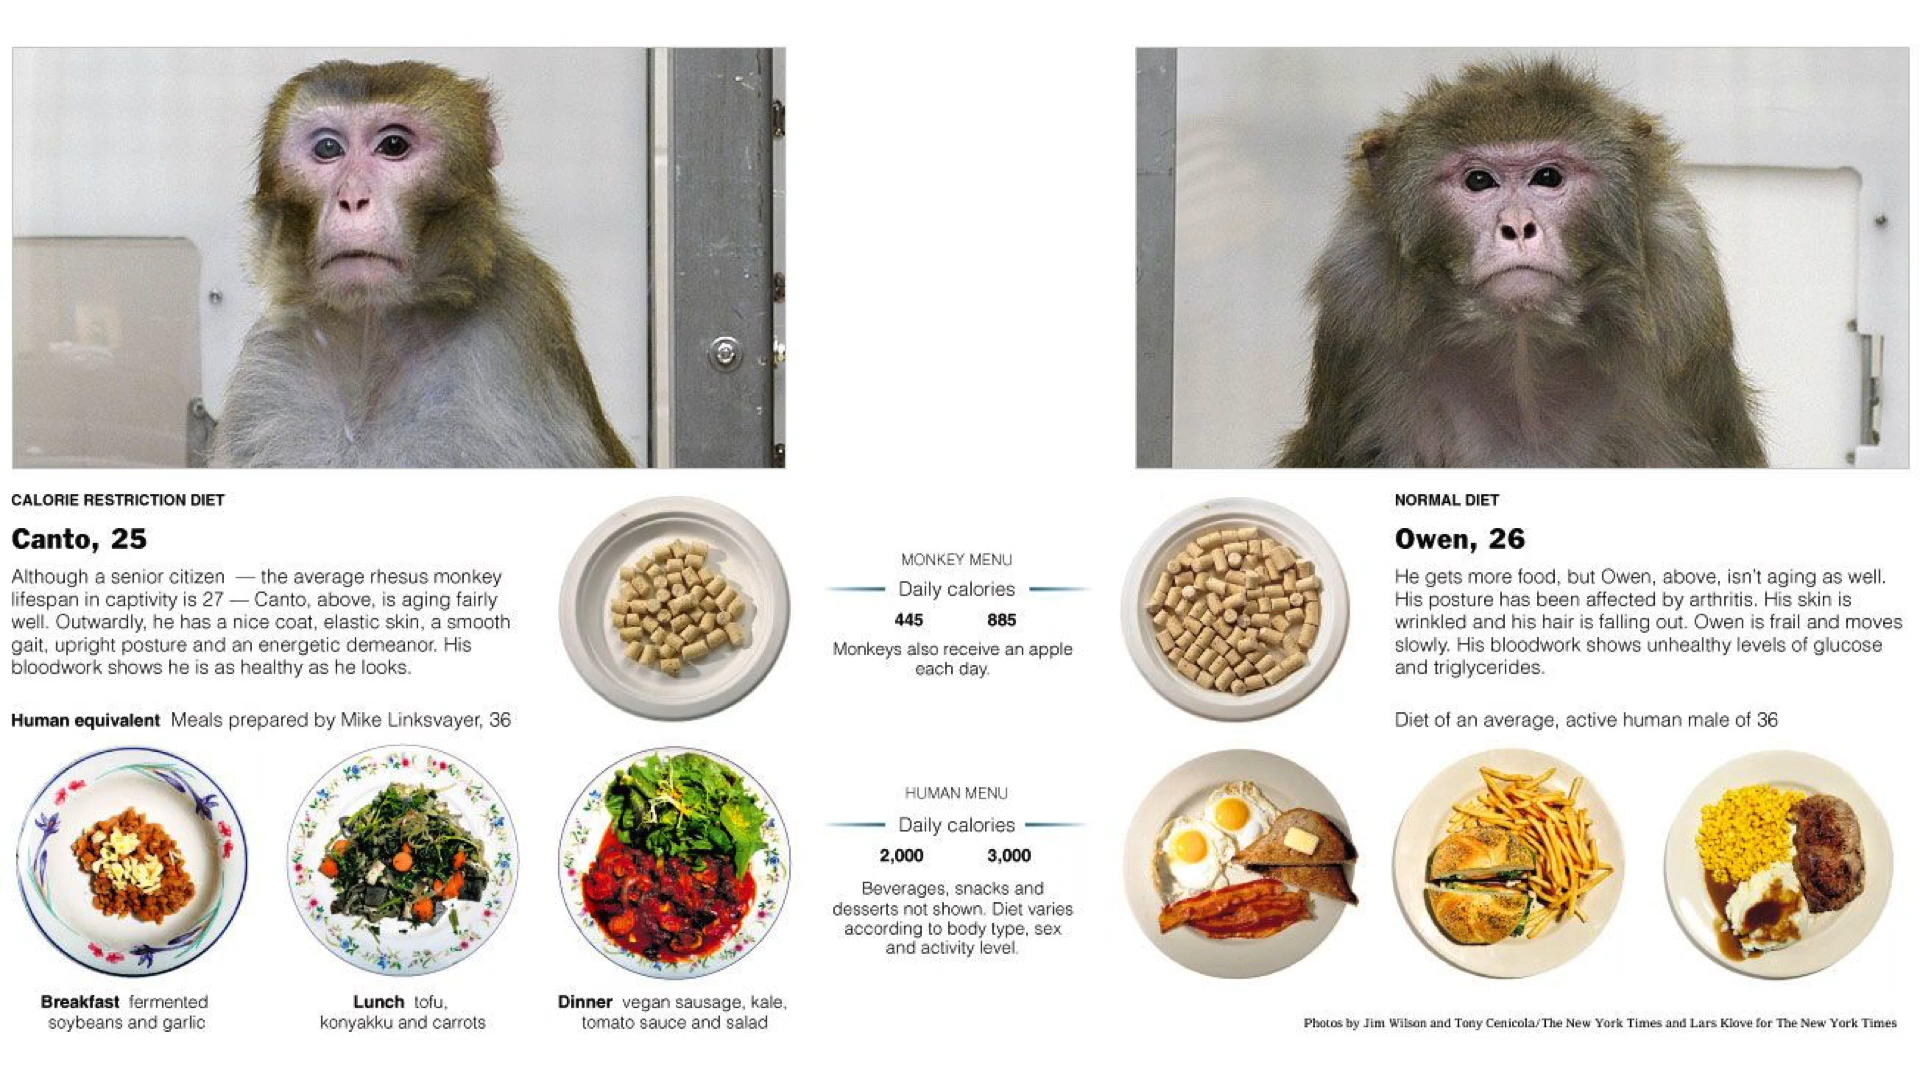 CALORIE RESTRICTION DIET
Canto, 25
Although a senior citizen — the average rhesus monkey
lifespan in captivity is 27 — Canto, above, is aging fairly
well. Outwardly, he has a nice coat, elastic skin, a smooth
gait, upright posture and an energetic demeanor. His
bloodwork shows he is as healthy as he looks.
MONKEY MENU
Daily calories
445 885
Monkeys also receive an apple
each day.
NORMAL DIET
Owen, 26
He gets more food, but Owen, above, isn't aging as well.
His posture has been affected by arthritis. His skin is
wrinkled and his hair is falling out. Owen is frail and moves
slowly. His bloodwork shows unhealthy levels of glucose
and triglycerides.
Human equivalent Meals prepared by Mike Linksvayer, 36
Diet of an average, active human male of 36
HUMAN MENU
Daily calories
2,000 3,000
Beverages, snacks and
desserts not shown. Diet varies
according to body type, sex
and activity level.
Breakfast fermented
soybeans and garlic
Lunch tofu,
konyakku and carrots
Dinner vegan sausage, kale,
tomato sauce and salad
Photos by Jim Wilson and Tony Cenicola/The New York Times and Lars Klove for The New York Times